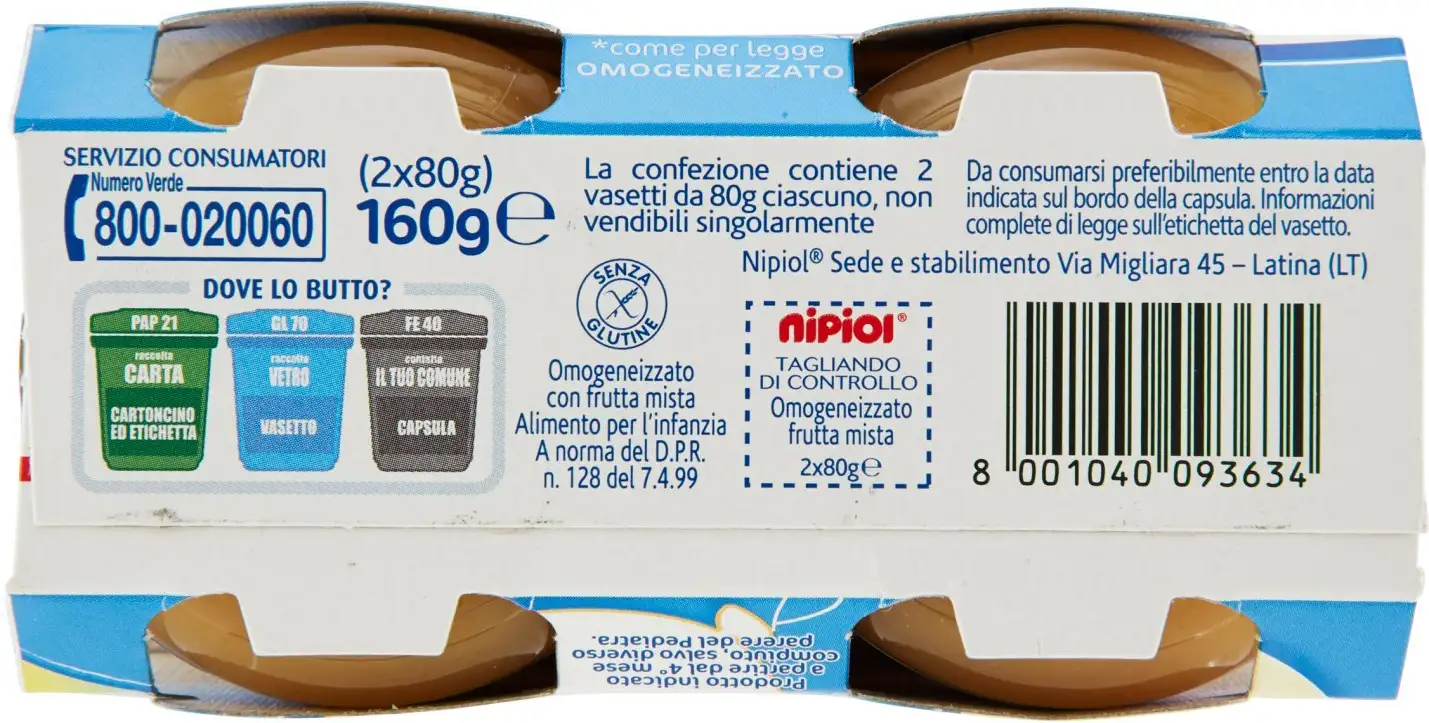 *come per legge
OMOGENEIZZATO
SERVIZIO CONSUMATORI
Numero Verde
800-020060
(2x80g)
160g℮
La confezione contiene 2
vasetti da 80g ciascuno, non
vendibili singolarmente
Da consumarsi preferibilmente entro la data
indicata sul bordo della capsula. Informazioni
complete di legge sull'etichetta del vasetto.
Nipiol® Sede e stabilimento Via Migliara 45 – Latina (LT)
DOVE LO BUTTO?
PAP 21
raccolta
CARTA
CARTONCINO
ED ETICHETTA
GL 70
raccolta
VETRO
VASETTO
FE 40
contatta
IL TUO COMUNE
CAPSULA
SENZA
GLUTINE
Omogeneizzato
con frutta mista
Alimento per l'infanzia
A norma del D.P.R.
n. 128 del 7.4.99
nipiol®
TAGLIANDO
DI CONTROLLO
Omogeneizzato
frutta mista
2x80g℮
8 001040 093634
Prodotto indicato
a partire dal 4° mese
compiuto, salvo diverso
parere del Pediatra.